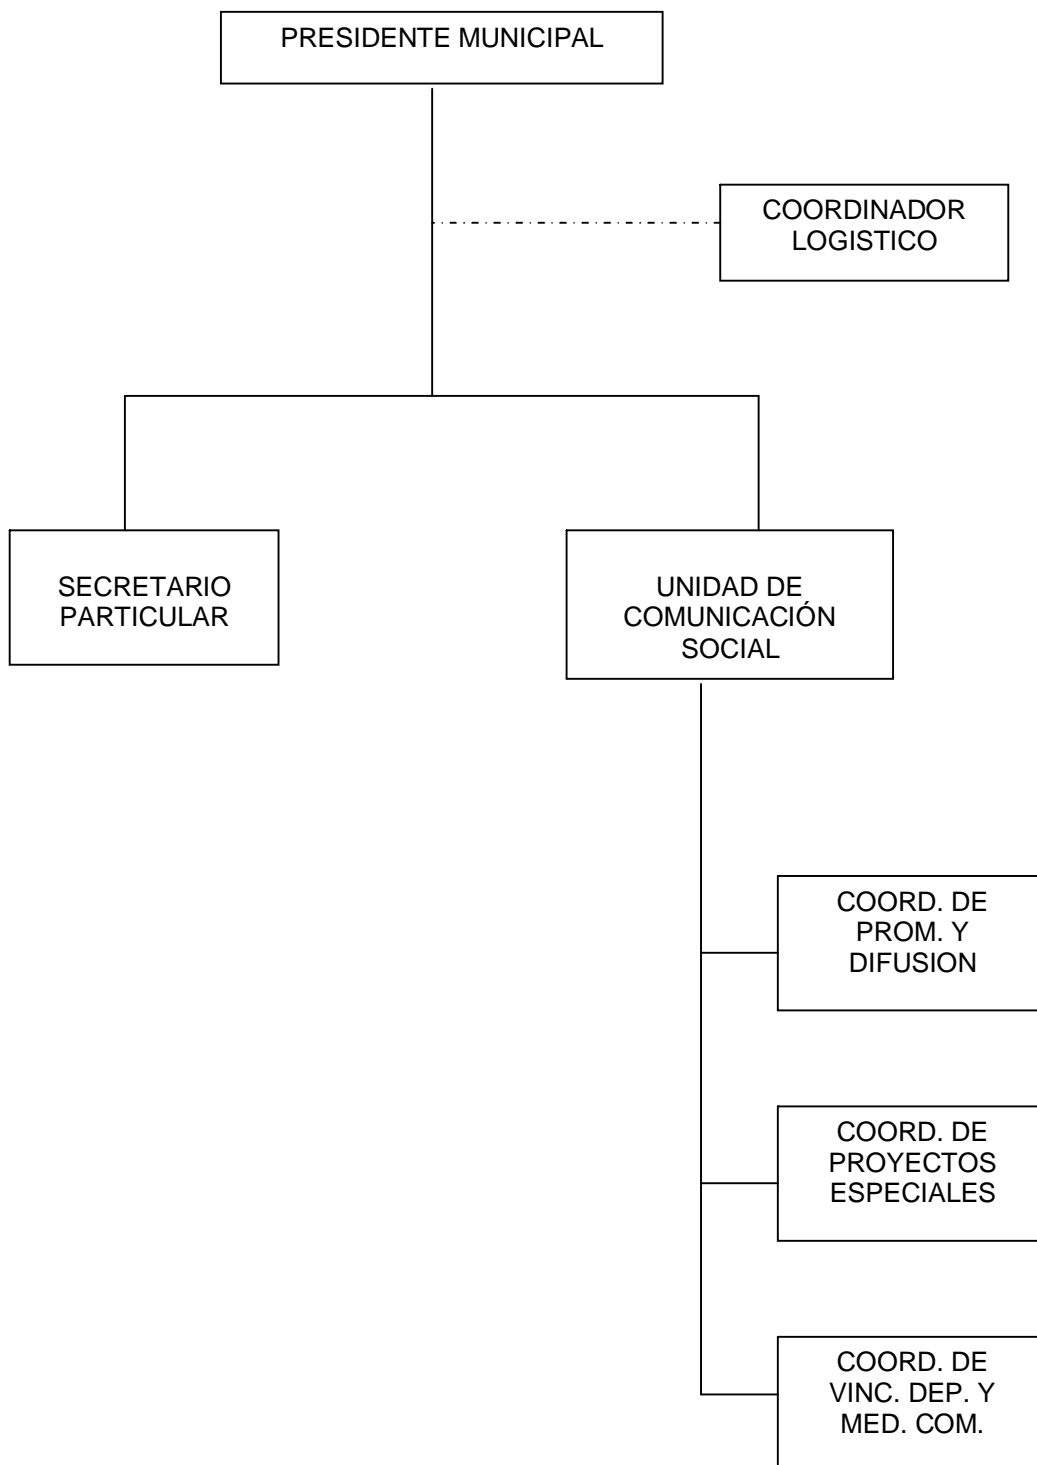 PRESIDENTE MUNICIPAL
COORDINADOR
LOGISTICO
SECRETARIO
PARTICULAR
UNIDAD DE
COMUNICACIÓN
SOCIAL
COORD. DE
PROM. Y
DIFUSION
COORD. DE
PROYECTOS
ESPECIALES
COORD. DE
VINC. DEP. Y
MED. COM.